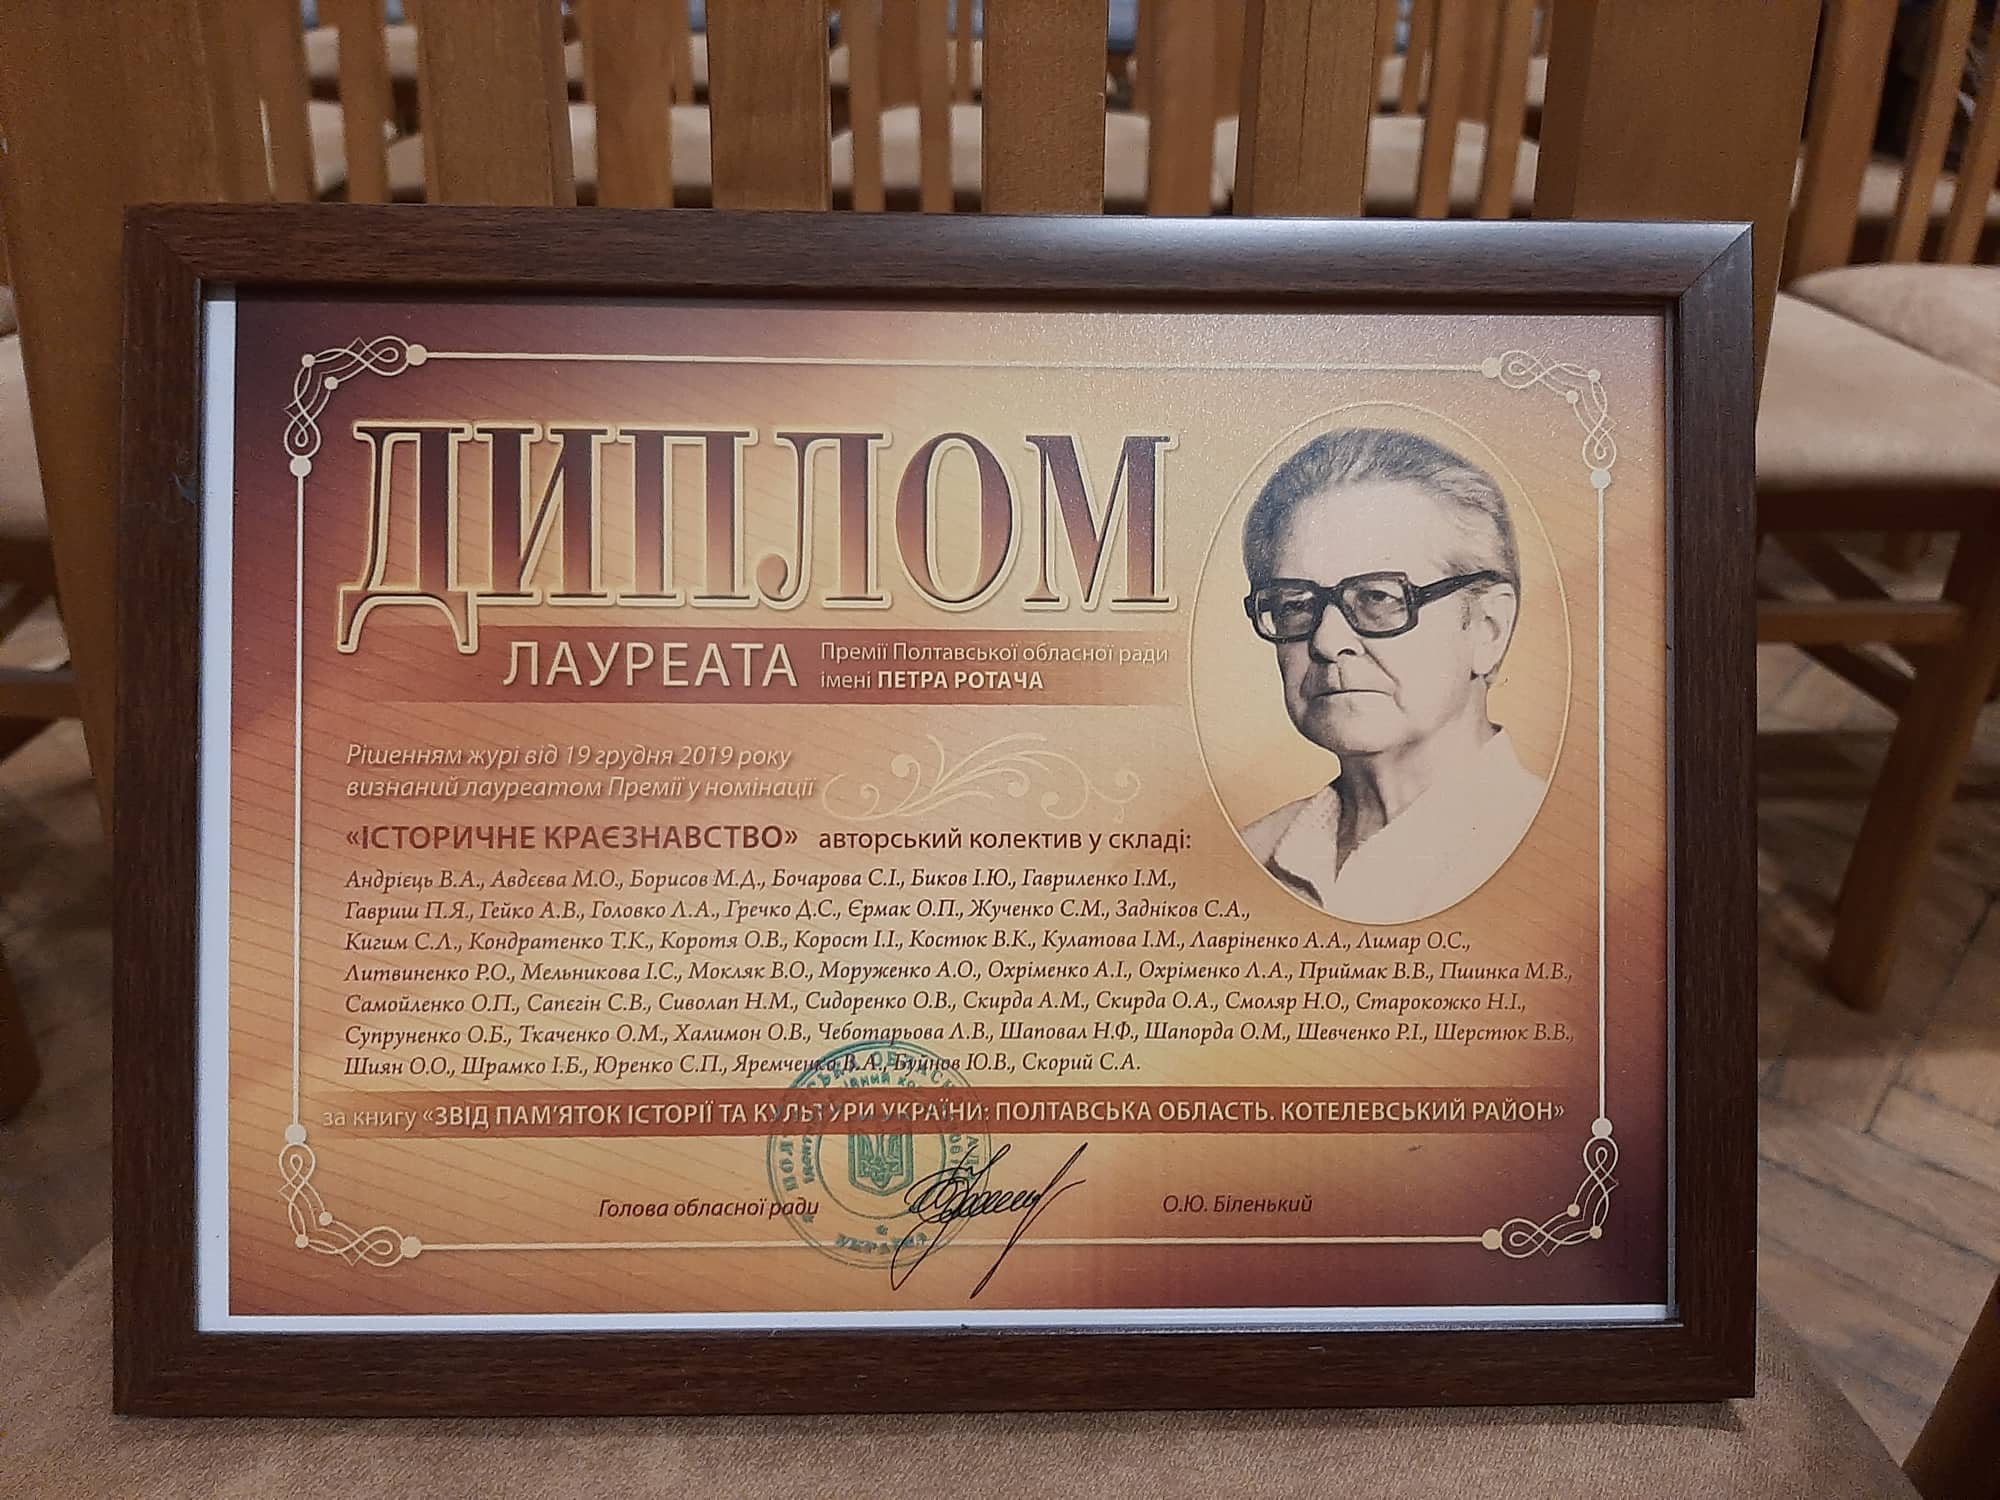 ДИПЛОМ
ЛАУРЕАТА
Премії Полтавської обласної ради
імені ПЕТРА РОТАЧА
Рішенням журі від 19 грудня 2019 року
визнаний лауреатом Премії у номінації
«ІСТОРИЧНЕ КРАЄЗНАВСТВО» авторський колектив у складі:
Андрієць В.А., Авдєєва М.О., Борисов М.Д., Бочарова С.І., Биков І.Ю., Гавриленко І.М.,
Гавриш П.Я., Гейко А.В., Головко Л.А., Гречко Д.С., Єрмак О.П., Жученко С.М., Задніков С.А.,
Кигим С.Л., Кондратенко Т.К., Коротя О.В., Корост І.І., Костюк В.К., Кулатова І.М., Лавріненко А.А., Лимар О.С.,
Литвиненко Р.О., Мельникова І.С., Мокляк В.О., Моруженко А.О., Охріменко А.І., Охріменко Л.А., Приймак В.В., Пшинка М.В.,
Самойленко О.П., Сапєгін С.В., Сиволап Н.М., Сидоренко О.В., Скирда А.М., Скирда О.А., Смоляр Н.О., Старокожко Н.І.,
Супруненко О.Б., Ткаченко О.М., Халимон О.В., Чеботарьова Л.В., Шаповал Н.Ф., Шапорда О.М., Шевченко Р.І., Шерстюк В.В.,
Шиян О.О., Шрамко І.Б., Юренко С.П., Яремченко В.А., Буйнов Ю.В., Скорий С.А.
за книгу «ЗВІД ПАМ'ЯТОК ІСТОРІЇ ТА КУЛЬТУРИ УКРАЇНИ: ПОЛТАВСЬКА ОБЛАСТЬ. КОТЕЛЕВСЬКИЙ РАЙОН»
Голова обласної ради
О.Ю. Біленький
УКРАЇНА